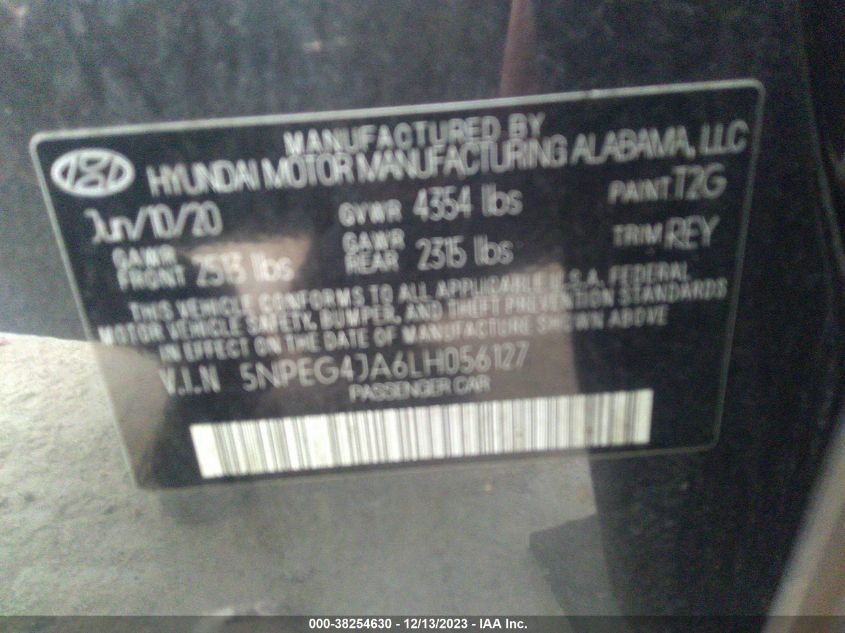 MANUFACTURED BY
HYUNDAI MOTOR MANUFACTURING ALABAMA, LLC
Jun/10/20 GVWR 4354 lbs PAINT T2G
GAWR FRONT 2513 lbs GAWR REAR 2315 lbs TRIM REY
THIS VEHICLE CONFORMS TO ALL APPLICABLE U.S.A. FEDERAL
MOTOR VEHICLE SAFETY, BUMPER, AND THEFT PREVENTION STANDARDS
IN EFFECT ON THE DATE OF MANUFACTURE SHOWN ABOVE
V.I.N 5NPEG4JA6LH056127
PASSENGER CAR
000-38254630 - 12/13/2023 - IAA Inc.